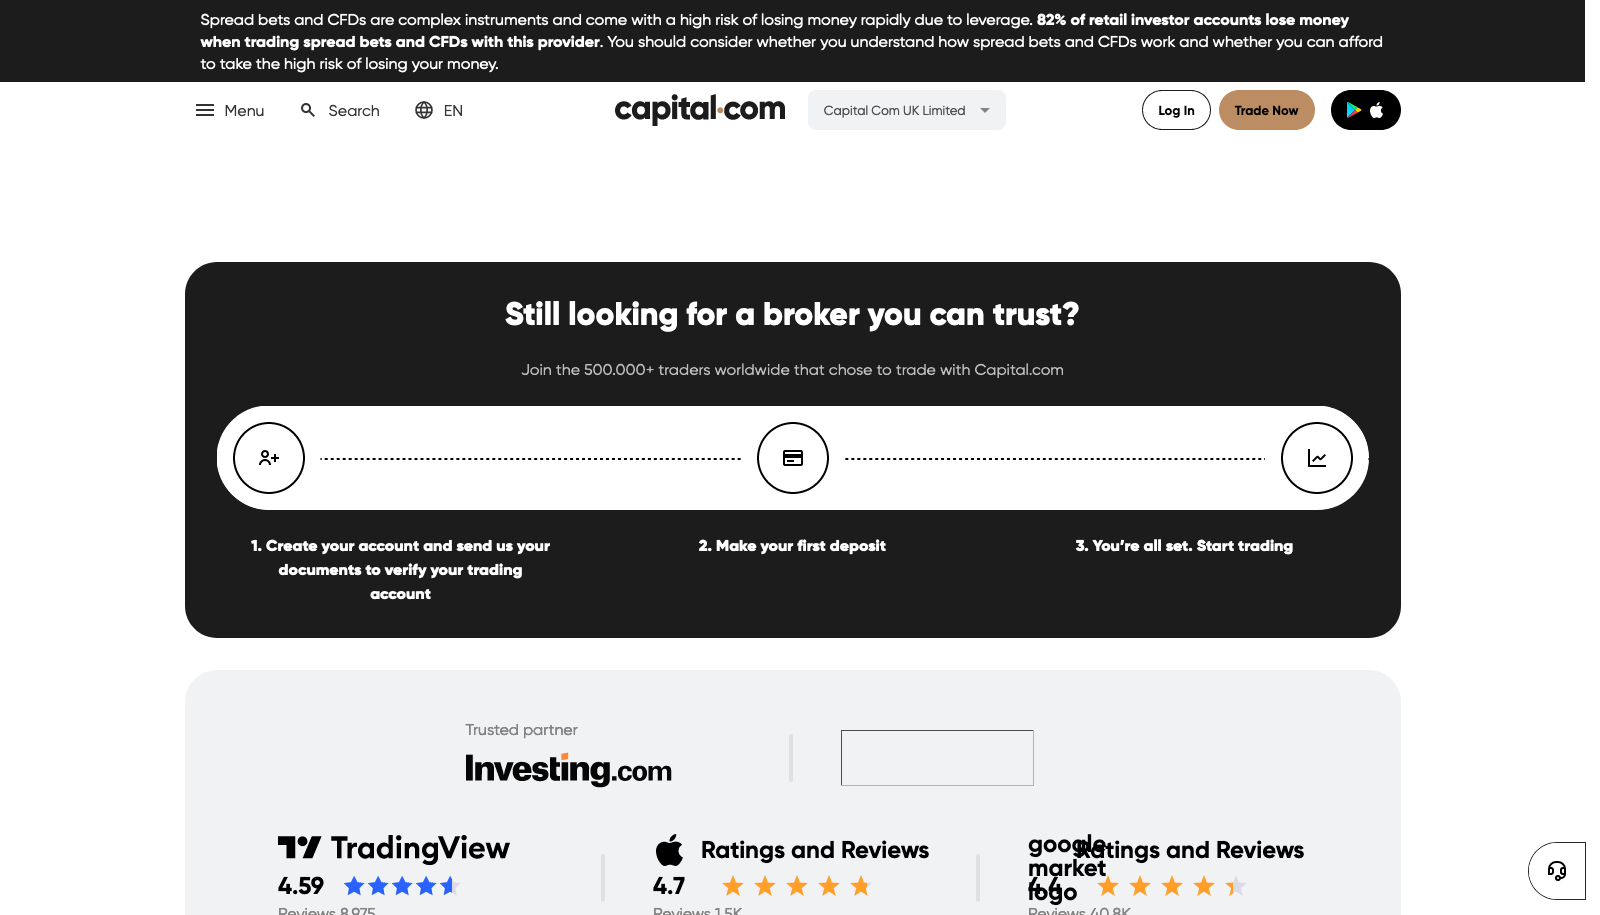 Spread bets and CFDs are complex instruments and come with a high risk of losing money rapidly due to leverage. 82% of retail investor accounts lose money
when trading spread bets and CFDs with this provider. You should consider whether you understand how spread bets and CFDs work and whether you can afford
to take the high risk of losing your money.
Menu
Search
EN
capital.com
Capital Com UK Limited
Log In
Trade Now
Still looking for a broker you can trust?
Join the 500.000+ traders worldwide that chose to trade with Capital.com
1. Create your account and send us your
documents to verify your trading
account
2. Make your first deposit
3. You’re all set. Start trading
Trusted partner
Investing.com
TradingView
4.59
Reviews 8,975
Ratings and Reviews
4.7
Reviews 1.5K
google
market
logo
Ratings and Reviews
4.4
Reviews 40.8K